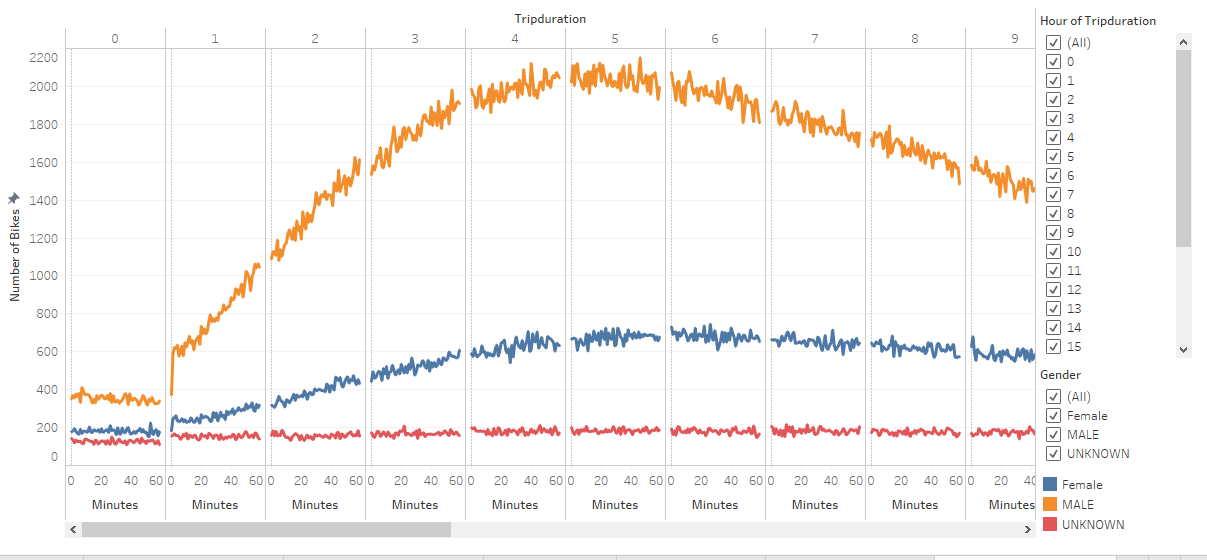 Tripduration
0 1 2 3 4 5 6 7 8 9
2200
2000
1800
1600
1400
1200
1000
800
600
400
200
0
Number of Bikes
0 20 40 60 0 20 40 60 0 20 40 60 0 20 40 60 0 20 40 60 0 20 40 60 0 20 40 60 0 20 40 60 0 20 40 60 0 20 40
Minutes Minutes Minutes Minutes Minutes Minutes Minutes Minutes Minutes Minutes
Hour of Tripduration
(All)
0
1
2
3
4
5
6
7
8
9
10
11
12
13
14
15
Gender
(All)
Female
MALE
UNKNOWN
Female
MALE
UNKNOWN